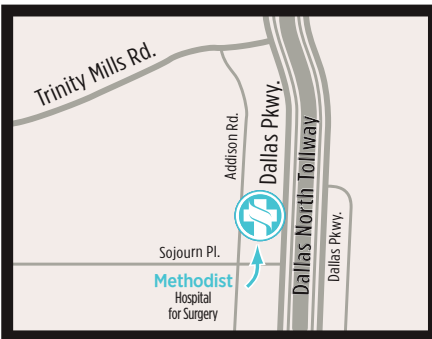 Trinity Mills Rd.
Addison Rd.
Dallas Pkwy.
Dallas North Tollway
Dallas Pkwy.
Sojourn Pl.
Methodist
Hospital
for Surgery